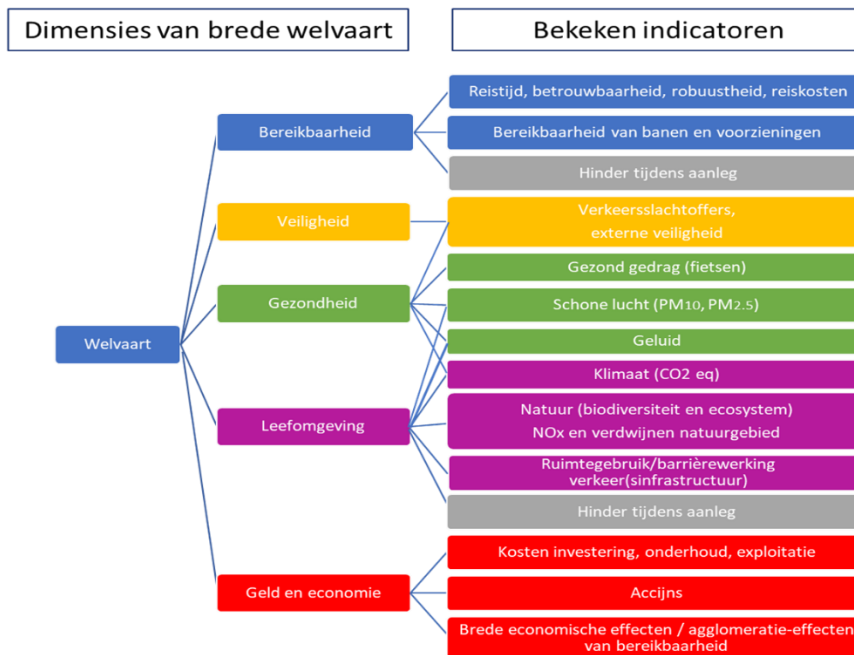 Dimensies van brede welvaart
Bekeken indicatoren
Welvaart
Bereikbaarheid
Reistijd, betrouwbaarheid, robuustheid, reiskosten
Bereikbaarheid van banen en voorzieningen
Hinder tijdens aanleg
Veiligheid
Verkeersslachtoffers,
externe veiligheid
Gezondheid
Gezond gedrag (fietsen)
Schone lucht (PM10, PM2.5)
Geluid
Leefomgeving
Klimaat (CO2 eq)
Natuur (biodiversiteit en ecosystem)
NOx en verdwijnen natuurgebied
Ruimtegebruik/barrièrewerking
verkeer(sinfrastructuur)
Hinder tijdens aanleg
Geld en economie
Kosten investering, onderhoud, exploitatie
Accijns
Brede economische effecten / agglomeratie-effecten
van bereikbaarheid